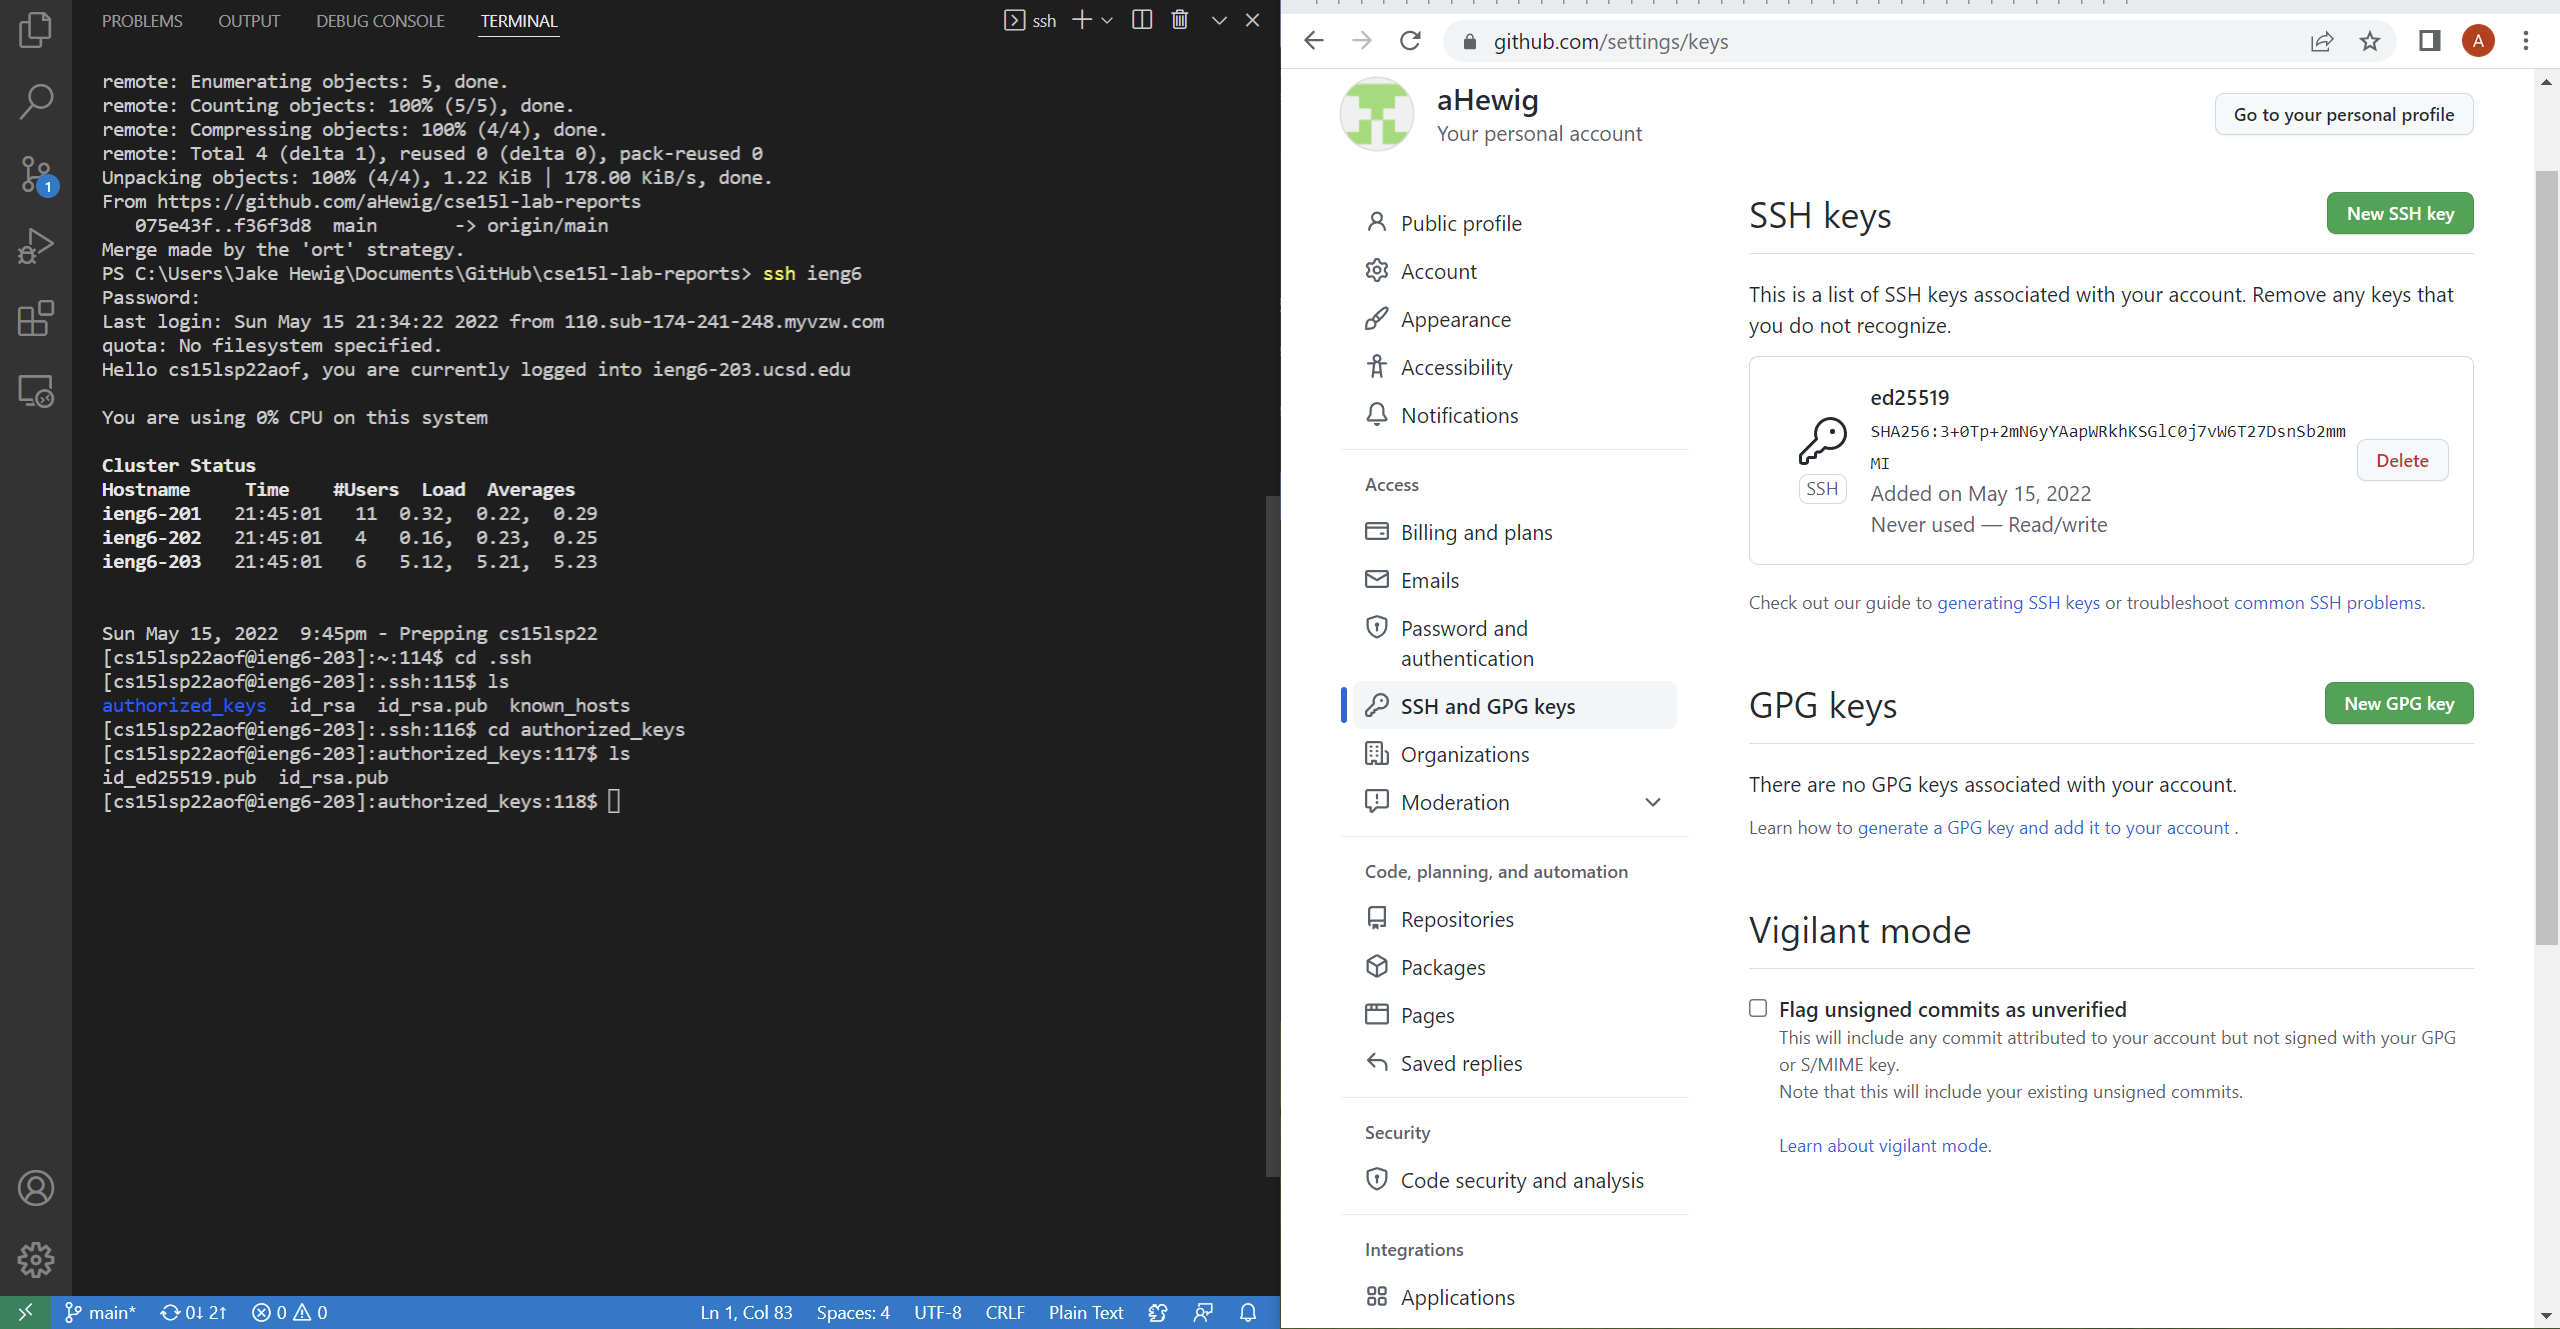 PROBLEMS OUTPUT DEBUG CONSOLE TERMINAL
ssh
remote: Enumerating objects: 5, done.
remote: Counting objects: 100% (5/5), done.
remote: Compressing objects: 100% (4/4), done.
remote: Total 4 (delta 1), reused 0 (delta 0), pack-reused 0
Unpacking objects: 100% (4/4), 1.22 KiB | 178.00 KiB/s, done.
From https://github.com/aHewig/cse15l-lab-reports
   075e43f..f36f3d8  main       -> origin/main
Merge made by the 'ort' strategy.
PS C:\Users\Jake Hewig\Documents\GitHub\cse15l-lab-reports> ssh ieng6
Password:
Last login: Sun May 15 21:34:22 2022 from 110.sub-174-241-248.myvzw.com
quota: No filesystem specified.
Hello cs15lsp22aof, you are currently logged into ieng6-203.ucsd.edu
You are using 0% CPU on this system
Cluster Status
Hostname     Time    #Users  Load  Averages
ieng6-201   21:45:01   11  0.32,  0.22,  0.29
ieng6-202   21:45:01   4   0.16,  0.23,  0.25
ieng6-203   21:45:01   6   5.12,  5.21,  5.23
Sun May 15, 2022  9:45pm - Prepping cs15lsp22
[cs15lsp22aof@ieng6-203]:~:114$ cd .ssh
[cs15lsp22aof@ieng6-203]:.ssh:115$ ls
authorized_keys  id_rsa  id_rsa.pub  known_hosts
[cs15lsp22aof@ieng6-203]:.ssh:116$ cd authorized_keys
[cs15lsp22aof@ieng6-203]:authorized_keys:117$ ls
id_ed25519.pub  id_rsa.pub
[cs15lsp22aof@ieng6-203]:authorized_keys:118$
1
main* 0↓ 2↑ 0 0 Ln 1, Col 83 Spaces: 4 UTF-8 CRLF Plain Text
github.com/settings/keys
A
aHewig
Your personal account
Go to your personal profile
Public profile
Account
Appearance
Accessibility
Notifications
Access
Billing and plans
Emails
Password and
authentication
SSH and GPG keys
Organizations
Moderation
Code, planning, and automation
Repositories
Packages
Pages
Saved replies
Security
Code security and analysis
Integrations
Applications
SSH keys
New SSH key
This is a list of SSH keys associated with your account. Remove any keys that
you do not recognize.
ed25519
SHA256:3+0Tp+2mN6yYAapWRkhKSGlC0j7vW6T27DsnSb2mm
MI
SSH
Added on May 15, 2022
Never used — Read/write
Delete
Check out our guide to generating SSH keys or troubleshoot common SSH problems.
GPG keys
New GPG key
There are no GPG keys associated with your account.
Learn how to generate a GPG key and add it to your account .
Vigilant mode
Flag unsigned commits as unverified
This will include any commit attributed to your account but not signed with your GPG
or S/MIME key.
Note that this will include your existing unsigned commits.
Learn about vigilant mode.